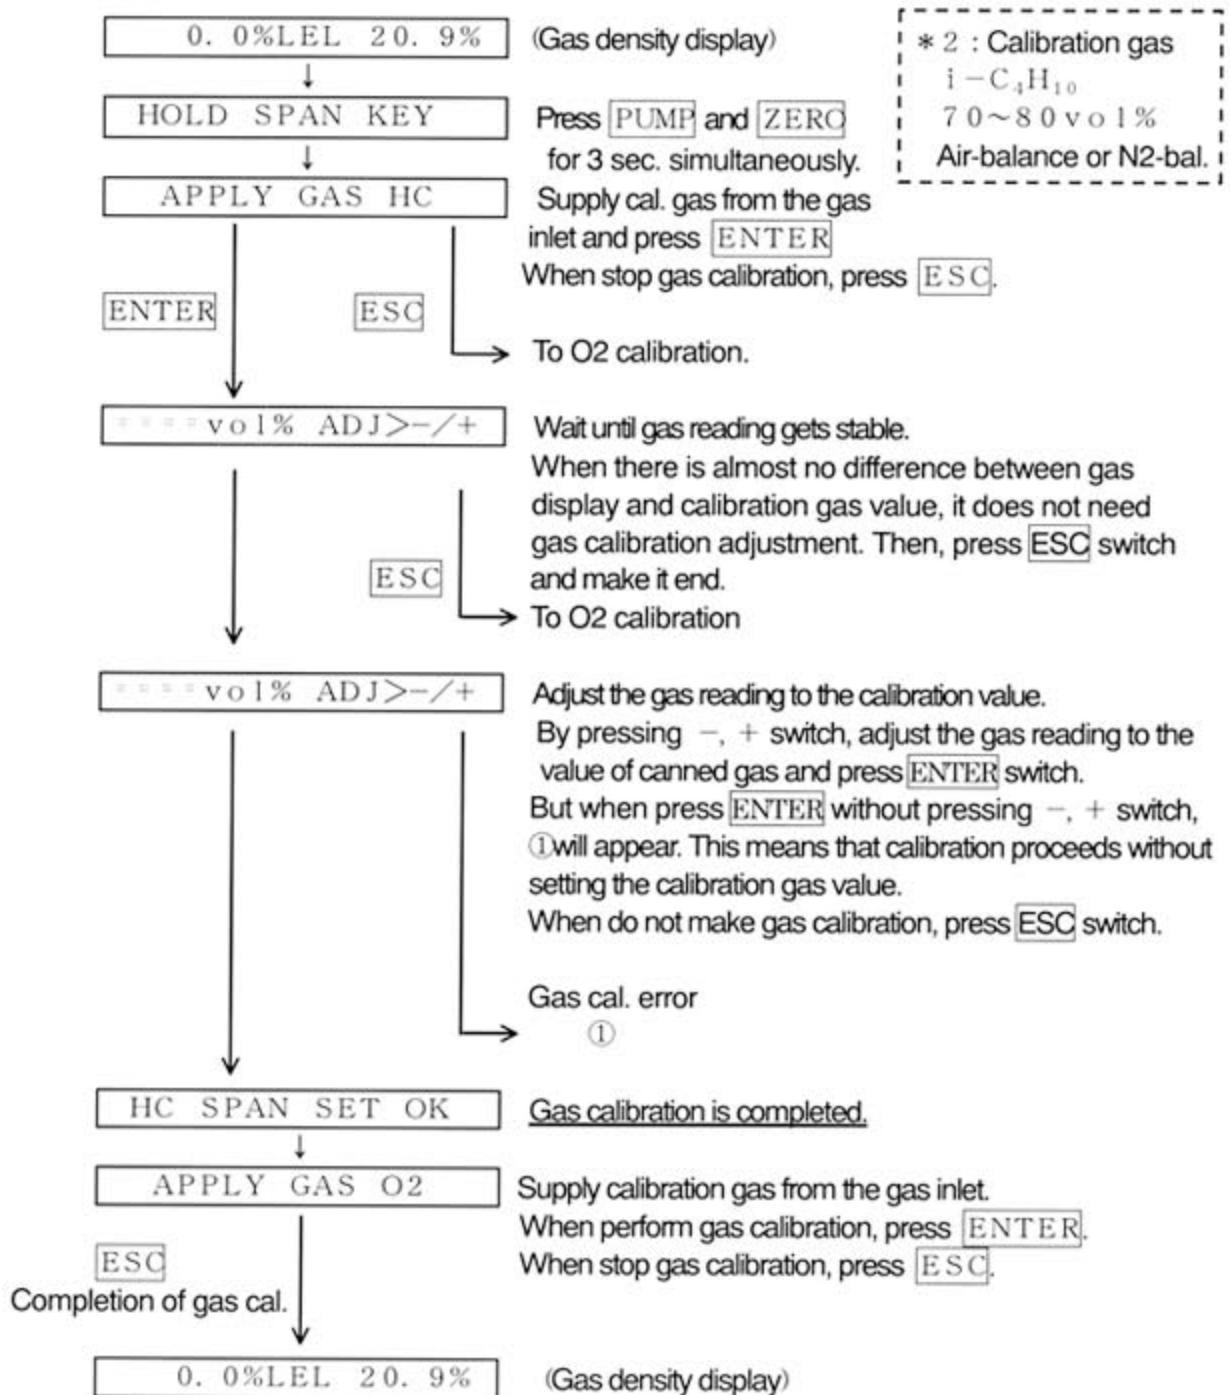 0. 0%LEL 20. 9% (Gas density display)
* 2 : Calibration gas
i－C₄H₁₀
70~80vol%
Air-balance or N2-bal.
↓
HOLD SPAN KEY Press PUMP and ZERO
for 3 sec. simultaneously.
↓
APPLY GAS HC Supply cal. gas from the gas
inlet and press ENTER
When stop gas calibration, press ESC.
ENTER ESC
To O2 calibration.
vol% ADJ>-/+ Wait until gas reading gets stable.
When there is almost no difference between gas
display and calibration gas value, it does not need
gas calibration adjustment. Then, press ESC switch
ESC and make it end.
To O2 calibration
vol% ADJ>-/+ Adjust the gas reading to the calibration value.
By pressing －, ＋ switch, adjust the gas reading to the
value of canned gas and press ENTER switch.
But when press ENTER without pressing －, ＋ switch,
①will appear. This means that calibration proceeds without
setting the calibration gas value.
When do not make gas calibration, press ESC switch.
Gas cal. error
①
HC SPAN SET OK Gas calibration is completed.
↓
APPLY GAS O2 Supply calibration gas from the gas inlet.
When perform gas calibration, press ENTER.
ESC When stop gas calibration, press ESC.
Completion of gas cal.
0. 0%LEL 20. 9% (Gas density display)